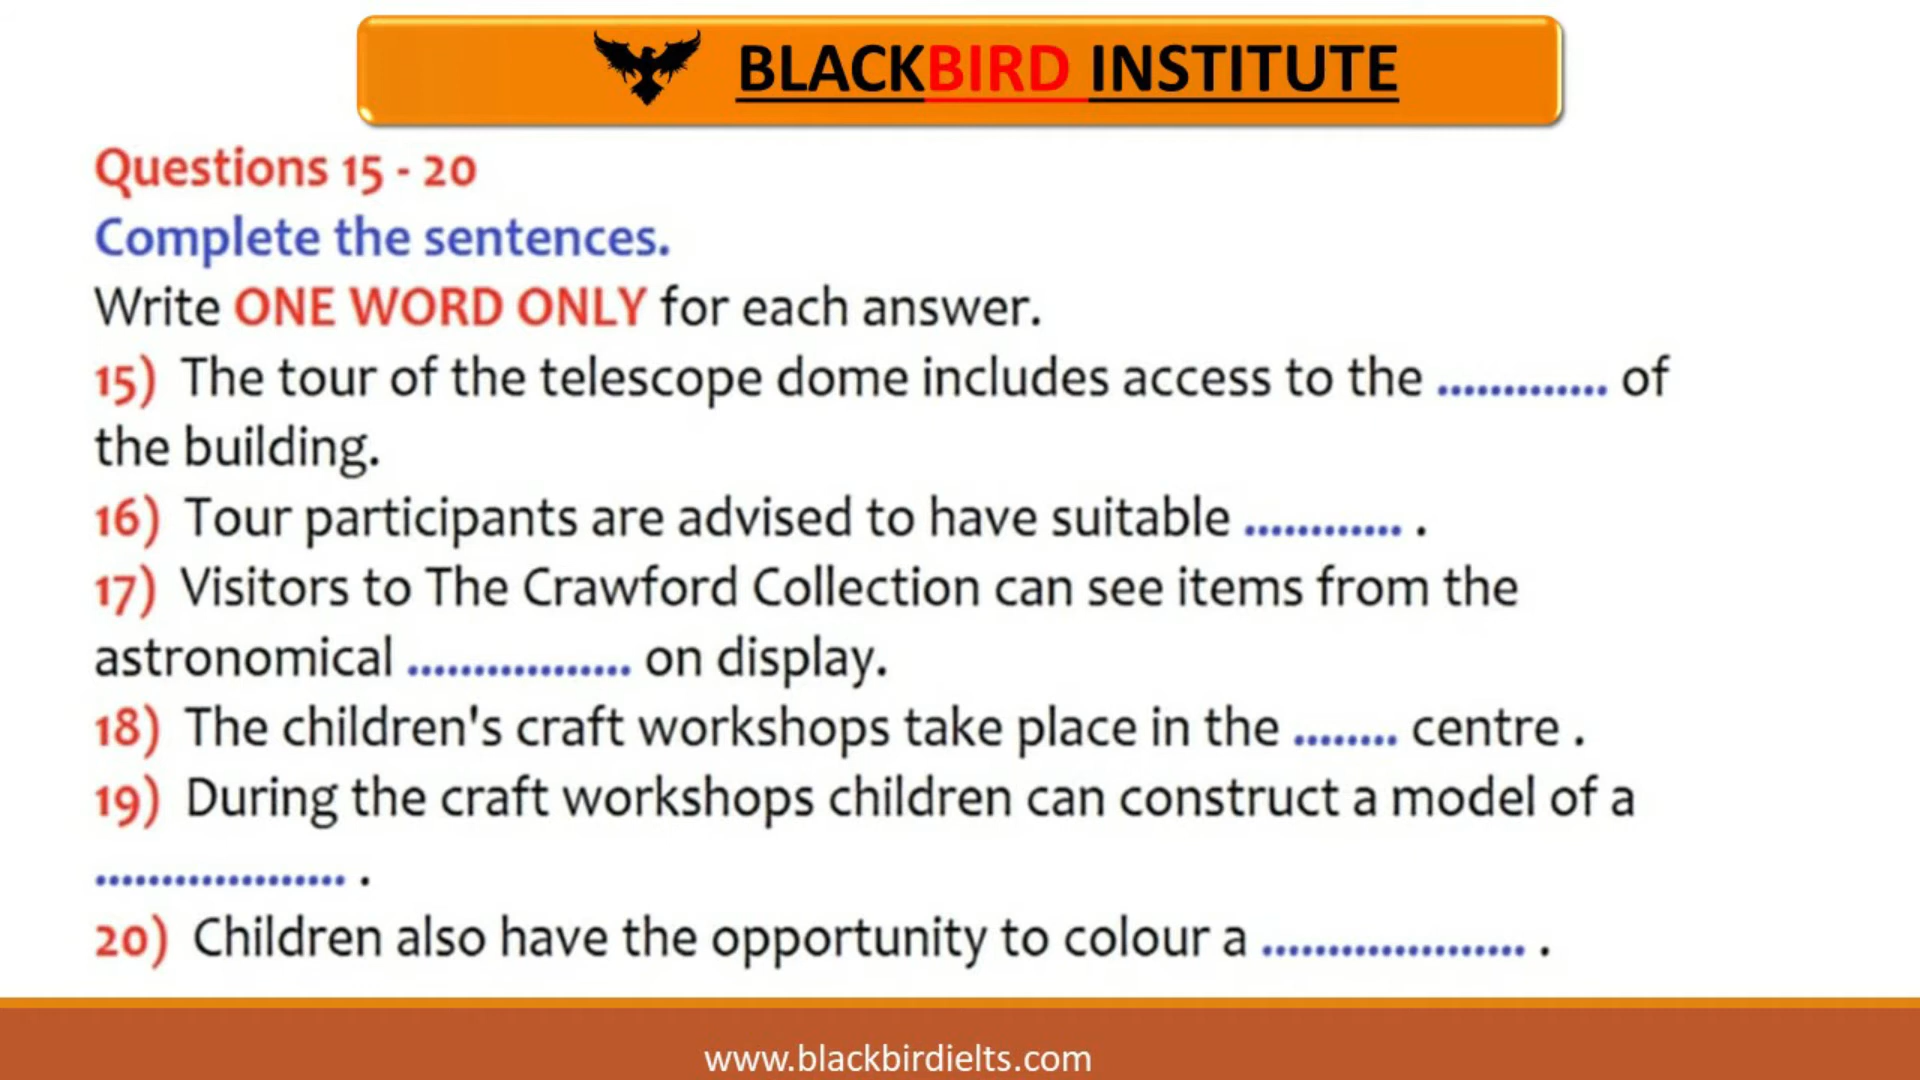 BLACKBIRD INSTITUTE
Questions 15 - 20
Complete the sentences.
Write ONE WORD ONLY for each answer.
15) The tour of the telescope dome includes access to the ............. of
the building.
16) Tour participants are advised to have suitable ............ .
17) Visitors to The Crawford Collection can see items from the
astronomical ................. on display.
18) The children's craft workshops take place in the ........ centre .
19) During the craft workshops children can construct a model of a
................... .
20) Children also have the opportunity to colour a .................... .
www.blackbirdielts.com